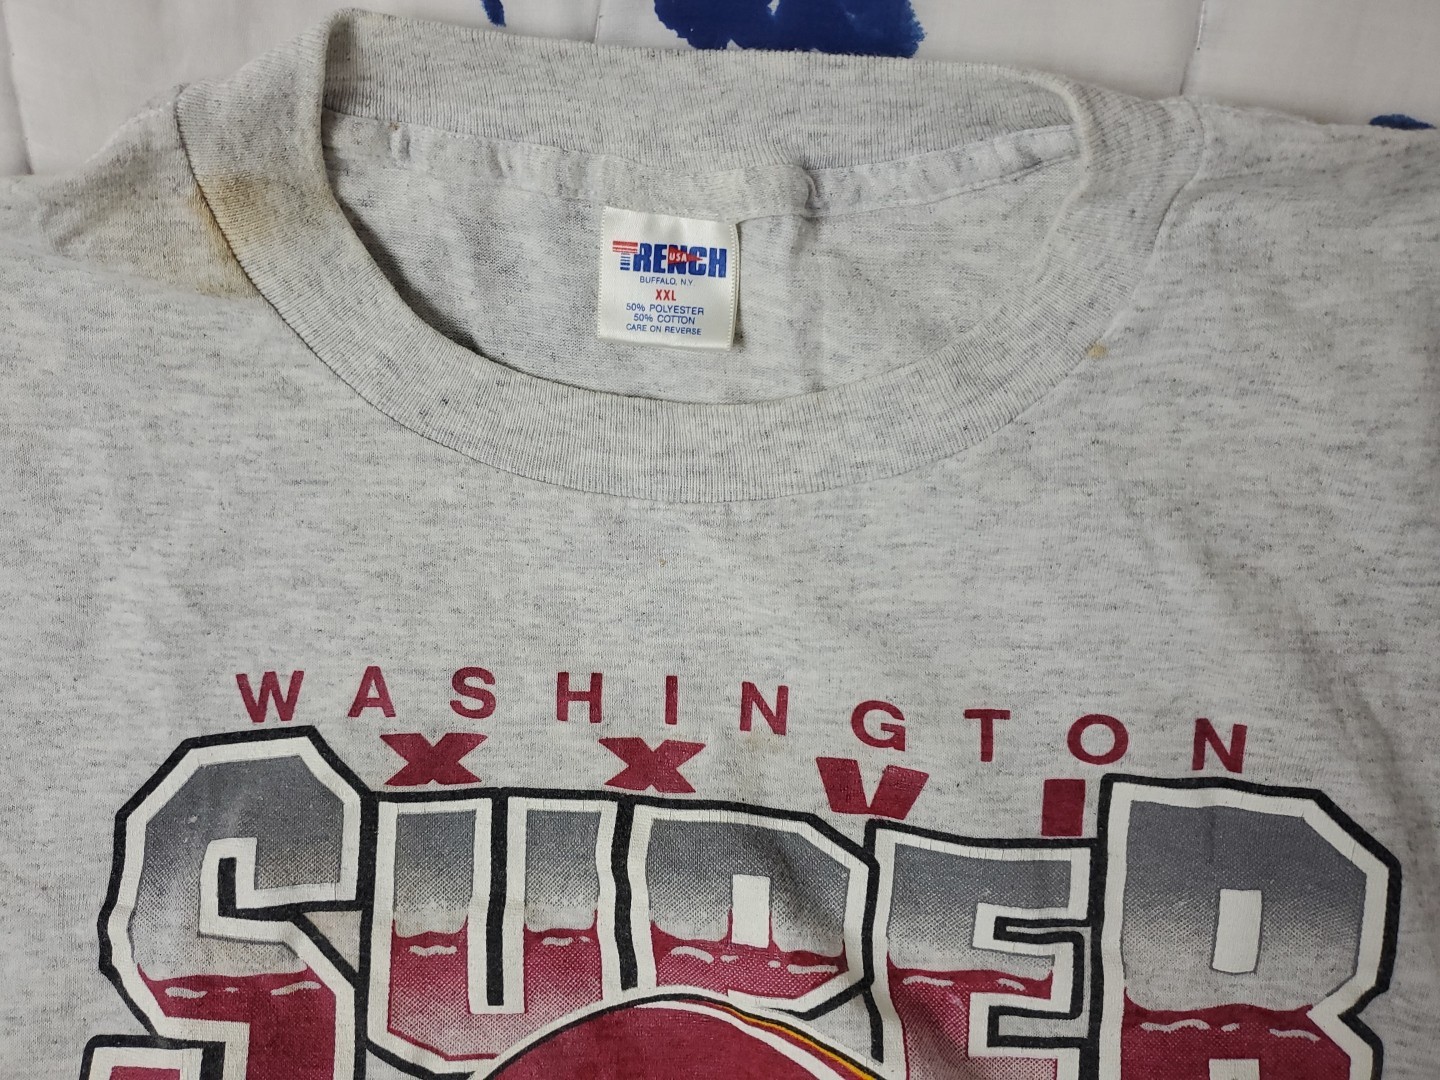 TRENCH
USA
BUFFALO, N.Y.
XXL
50% POLYESTER
50% COTTON
CARE ON REVERSE
WASHINGTON
XXVI
SUPER